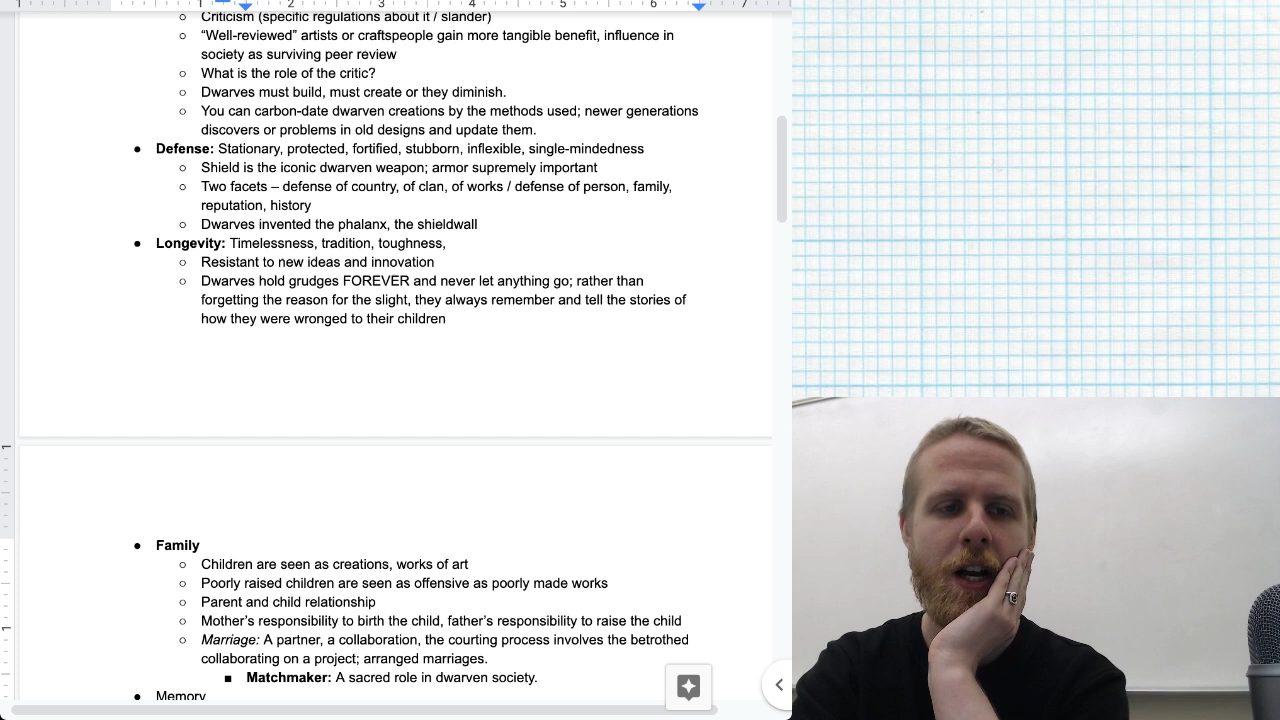 1 1 2 3 4 5 6 7
○ Criticism (specific regulations about it / slander)
○ “Well-reviewed” artists or craftspeople gain more tangible benefit, influence in
society as surviving peer review
○ What is the role of the critic?
○ Dwarves must build, must create or they diminish.
○ You can carbon-date dwarven creations by the methods used; newer generations
discovers or problems in old designs and update them.
● Defense: Stationary, protected, fortified, stubborn, inflexible, single-mindedness
○ Shield is the iconic dwarven weapon; armor supremely important
○ Two facets – defense of country, of clan, of works / defense of person, family,
reputation, history
○ Dwarves invented the phalanx, the shieldwall
● Longevity: Timelessness, tradition, toughness,
○ Resistant to new ideas and innovation
○ Dwarves hold grudges FOREVER and never let anything go; rather than
forgetting the reason for the slight, they always remember and tell the stories of
how they were wronged to their children
1
● Family
○ Children are seen as creations, works of art
○ Poorly raised children are seen as offensive as poorly made works
○ Parent and child relationship
○ Mother’s responsibility to birth the child, father’s responsibility to raise the child
1
○ Marriage: A partner, a collaboration, the courting process involves the betrothed
collaborating on a project; arranged marriages.
■ Matchmaker: A sacred role in dwarven society.
● Memory